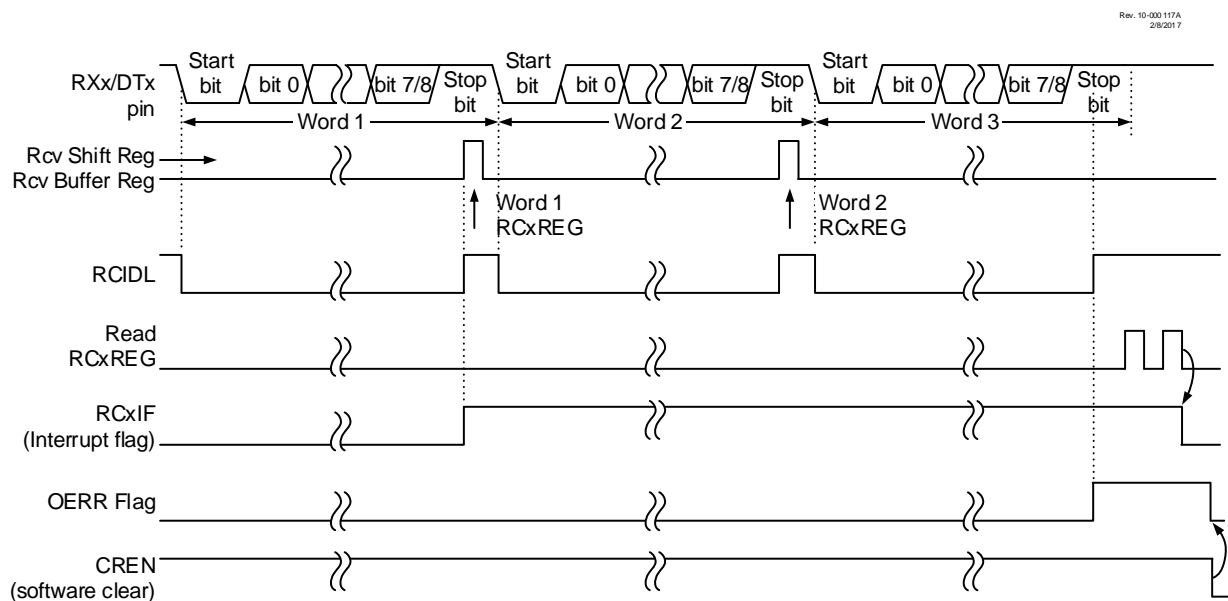 Rev. 10-000 117A
2/8/2017
RXx/DTx
pin
Start
bit
bit 0
bit 7/8
Stop
bit
Start
bit
bit 0
bit 7/8
Stop
bit
Start
bit
bit 0
bit 7/8
Stop
bit
Word 1
Word 2
Word 3
Rcv Shift Reg
Rcv Buffer Reg
Word 1
RCxREG
Word 2
RCxREG
RCIDL
Read
RCxREG
RCxIF
(Interrupt flag)
OERR Flag
CREN
(software clear)